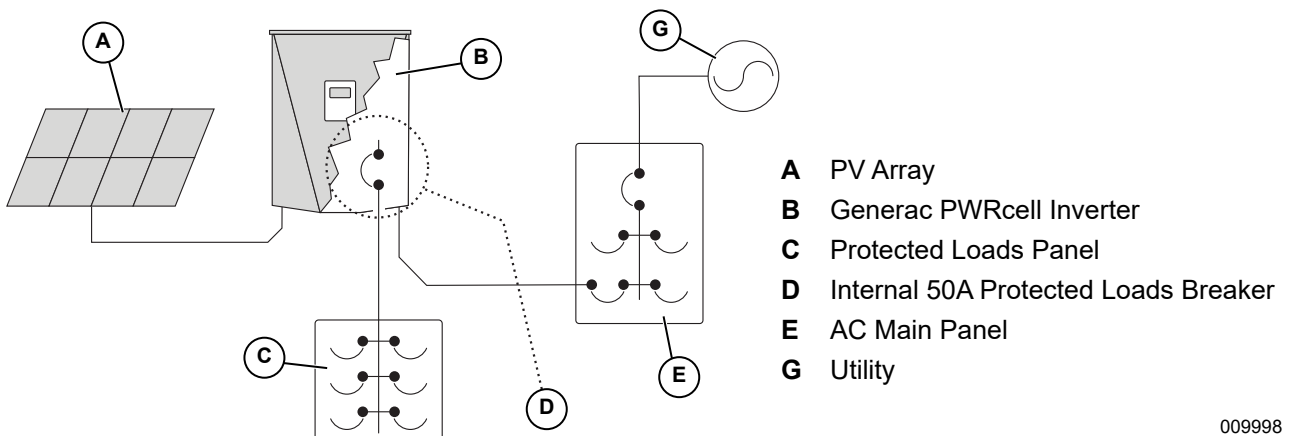 A
B
G
C
D
E
A PV Array
B Generac PWRcell Inverter
C Protected Loads Panel
D Internal 50A Protected Loads Breaker
E AC Main Panel
G Utility
009998